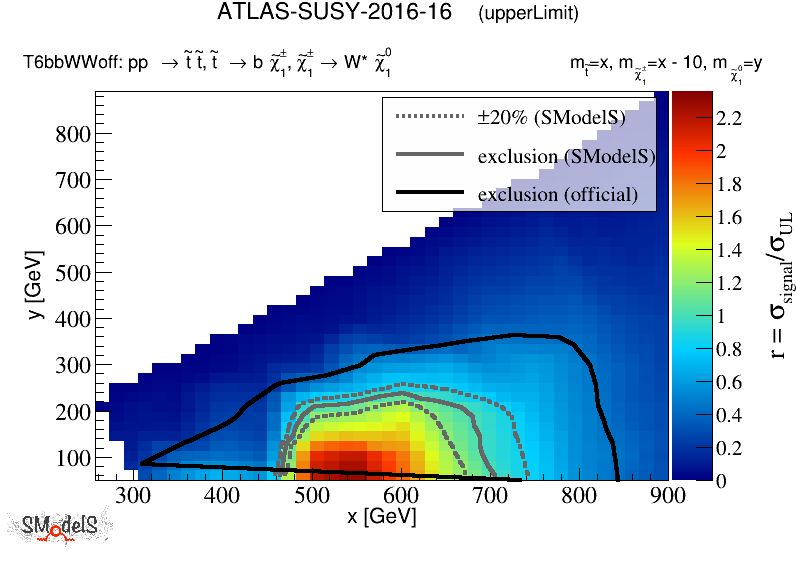 ATLAS-SUSY-2016-16 (upperLimit)
T6bbWWoff: pp → t̃ t̃, t̃ → b χ̃₁±, χ̃₁± → W* χ̃₁⁰
m_t̃=x, m_χ̃₁±=x - 10, m_χ̃₁⁰=y
±20% (SModelS)
exclusion (SModelS)
exclusion (official)
y [GeV]
800
700
600
500
400
300
200
100
300 400 500 600 700 800 900
x [GeV]
2.2
2
1.8
1.6
1.4
1.2
1
0.8
0.6
0.4
0.2
0
r = σ_signal/σ_UL
SModelS